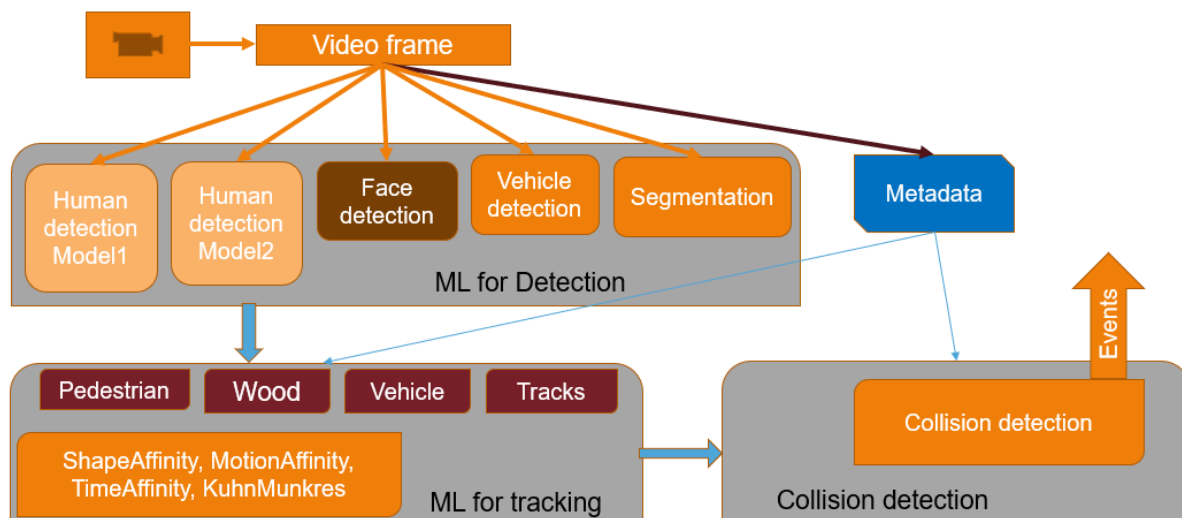 Video frame
Human
detection
Model1
Human
detection
Model2
Face
detection
Vehicle
detection
Segmentation
Metadata
ML for Detection
Events
Pedestrian
Wood
Vehicle
Tracks
Collision detection
ShapeAffinity, MotionAffinity,
TimeAffinity, KuhnMunkres
ML for tracking
Collision detection